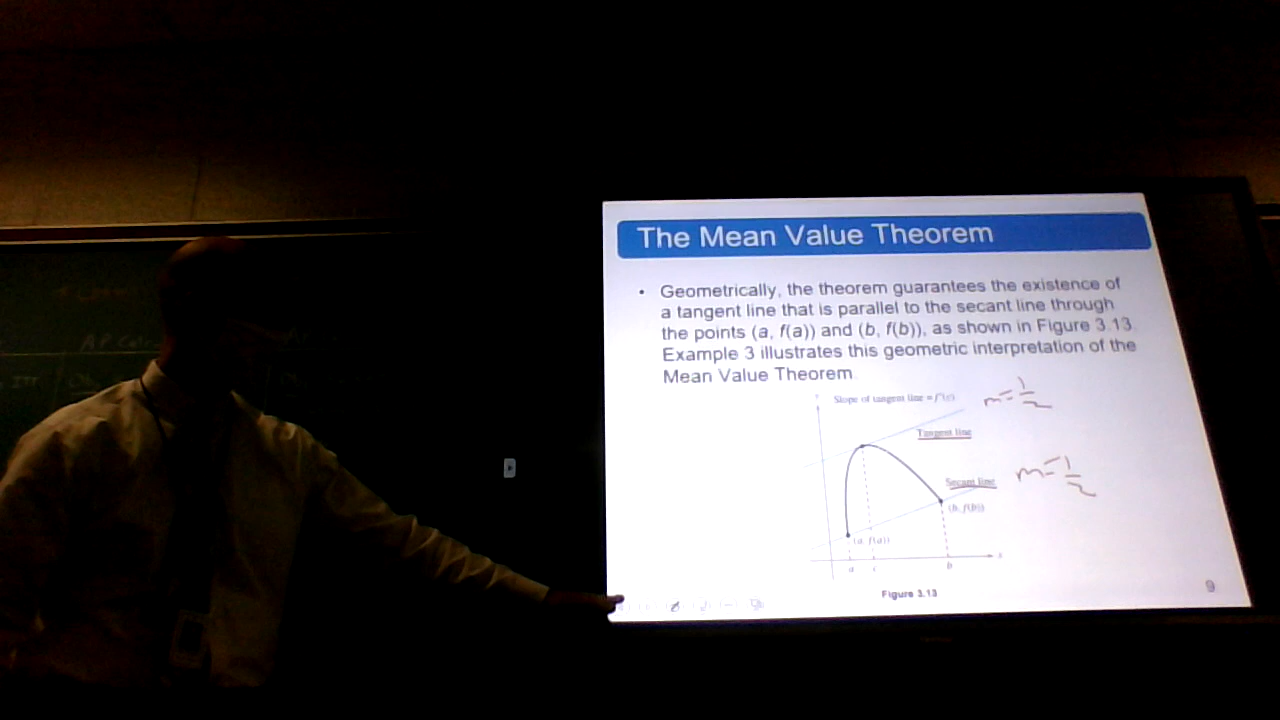 The Mean Value Theorem
• Geometrically, the theorem guarantees the existence of
a tangent line that is parallel to the secant line through
the points (a, f(a)) and (b, f(b)), as shown in Figure 3.13.
Example 3 illustrates this geometric interpretation of the
Mean Value Theorem.
Slope of tangent line = f'(c)
m=1/2
Tangent line
Secant line
m=1/2
(b, f(b))
(a, f(a))
x
a c b
Figure 3.13
9